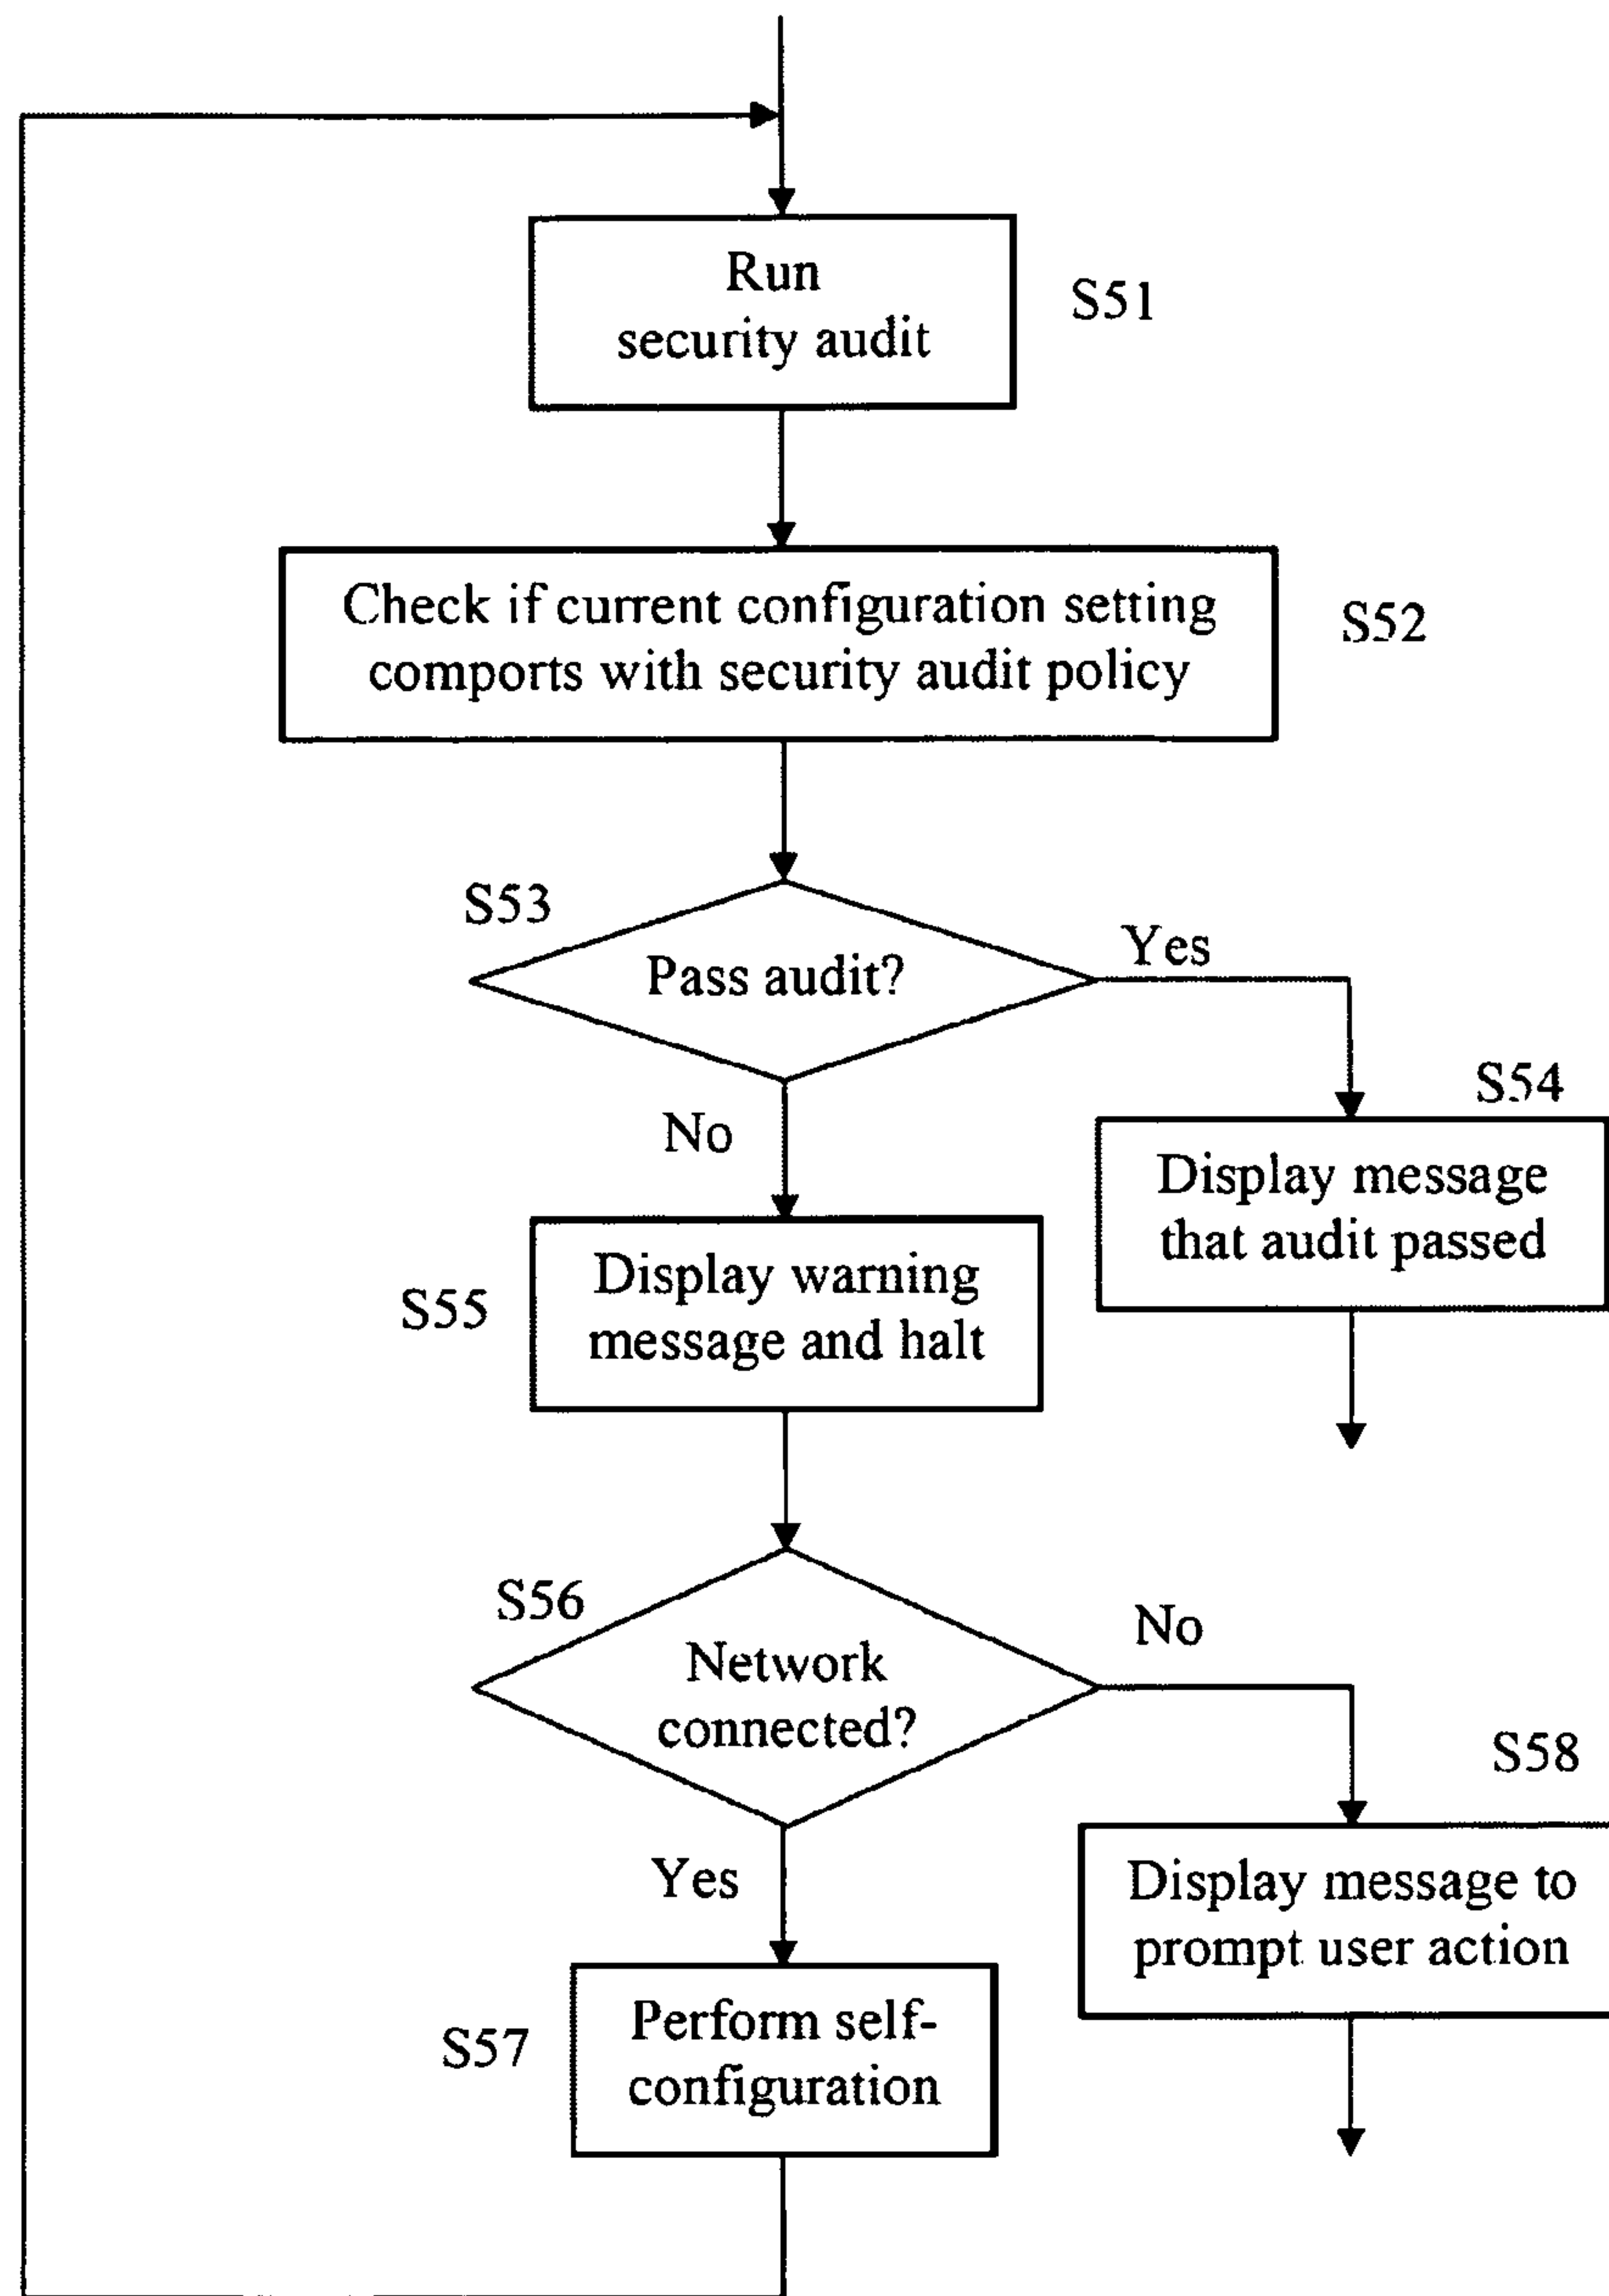 Run
security audit
S51
Check if current configuration setting
comports with security audit policy
S52
S53
Pass audit?
Yes
No
S54
Display message
that audit passed
S55
Display warning
message and halt
S56
Network
connected?
No
Yes
S58
Display message to
prompt user action
S57
Perform self-
configuration